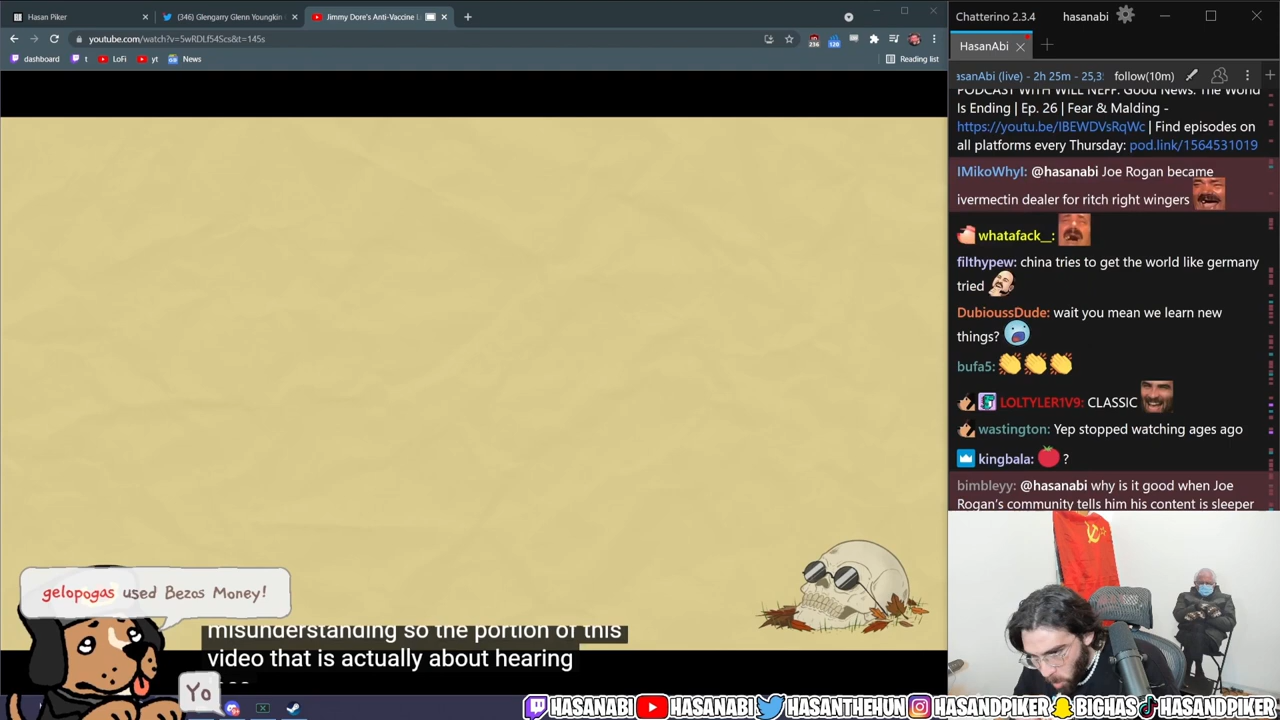 Hasan Piker
(346) Glengarry Glenn Youngkin
Jimmy Dore's Anti-Vaccine
Chatterino 2.3.4
hasanabi
youtube.com/watch?v=5wRDLf54Scs&t=145s
236
120
HasanAbi
dashboard
t
LoFi
yt
News
Reading list
asanAbi (live) - 2h 25m - 25,3
follow(10m)
PODCAST WITH WILL NEFF: Good News: The World
Is Ending | Ep. 26 | Fear & Malding -
https://youtu.be/IBEWDVsRqWc | Find episodes on
all platforms every Thursday: pod.link/1564531019
IMikoWhyI: @hasanabi Joe Rogan became
ivermectin dealer for ritch right wingers
whatafack__:
filthypew: china tries to get the world like germany
tried
DubioussDude: wait you mean we learn new
things?
bufa5:
LOLTYLER1V9: CLASSIC
wastington: Yep stopped watching ages ago
kingbala: ?
bimbleyy: @hasanabi why is it good when Joe
Rogan's community tells him his content is sleeper
gelopogas used Bezos Money!
misunderstanding so the portion of this
video that is actually about hearing
Yo
HASANABI
HASANABI
HASANTHEHUN
HASANDPIKER
BIGHAS
HASANDPIKER